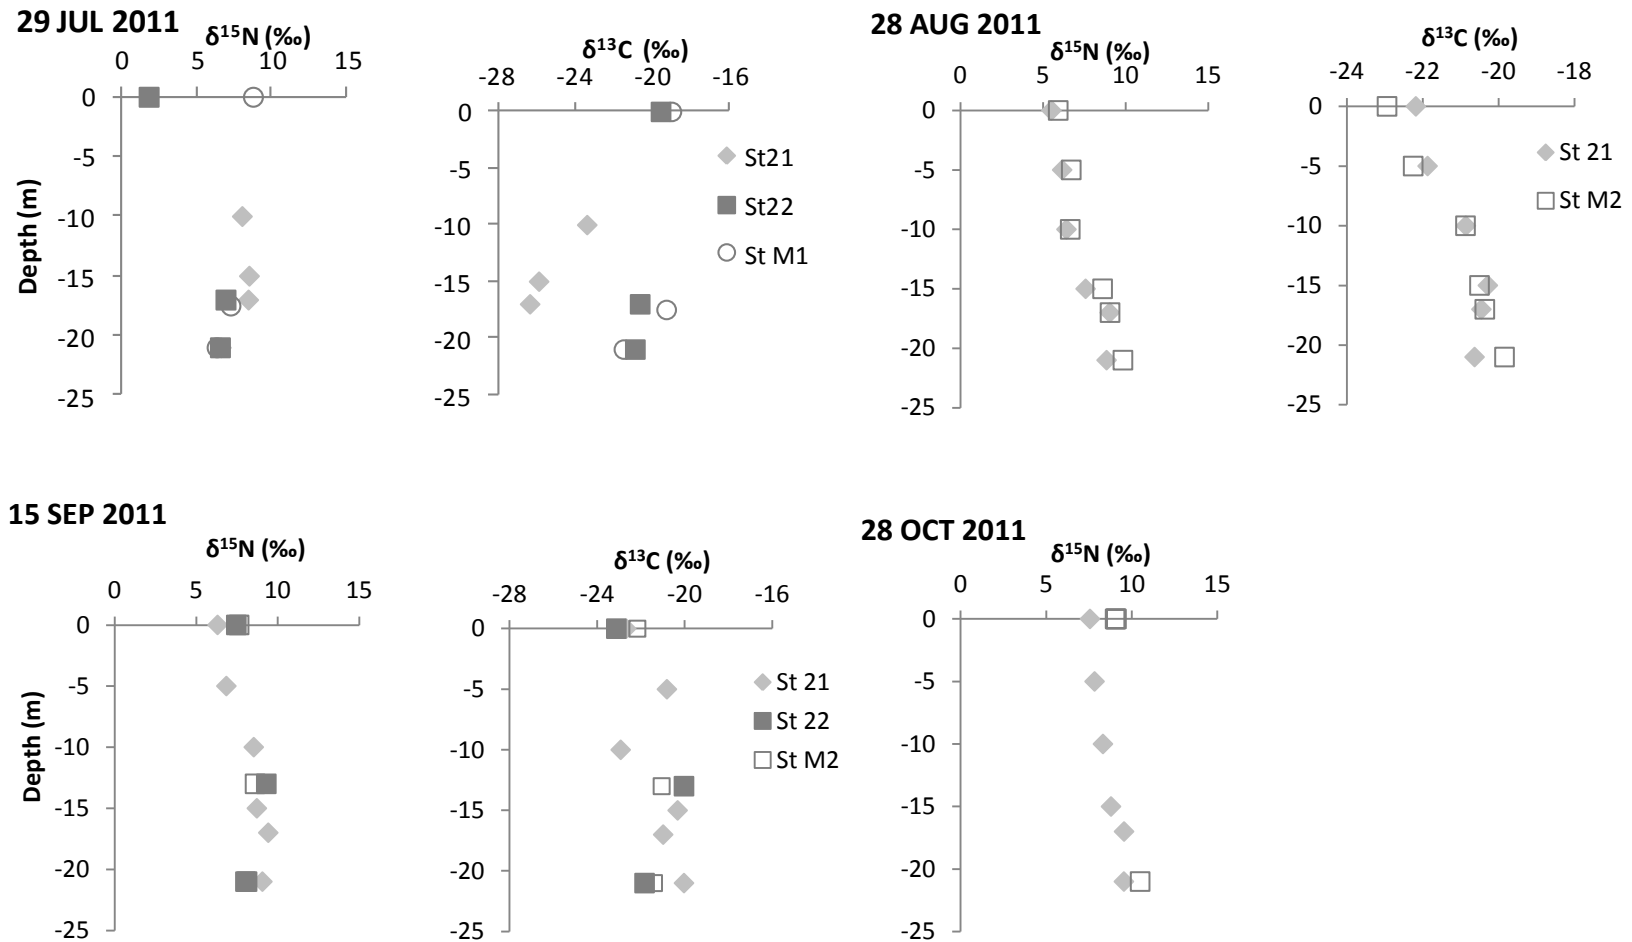 29 JUL 2011
δ15N (‰)
0 5 10 15
0
-5
-10
-15
-20
-25
Depth (m)
δ13C (‰)
-28 -24 -20 -16
0
-5
-10
-15
-20
-25
St21
St22
St M1
28 AUG 2011
δ15N (‰)
0 5 10 15
0
-5
-10
-15
-20
-25
δ13C (‰)
-24 -22 -20 -18
0
-5
-10
-15
-20
-25
St 21
St M2
15 SEP 2011
δ15N (‰)
0 5 10 15
0
-5
-10
-15
-20
-25
Depth (m)
δ13C (‰)
-28 -24 -20 -16
0
-5
-10
-15
-20
-25
St 21
St 22
St M2
28 OCT 2011
δ15N (‰)
0 5 10 15
0
-5
-10
-15
-20
-25